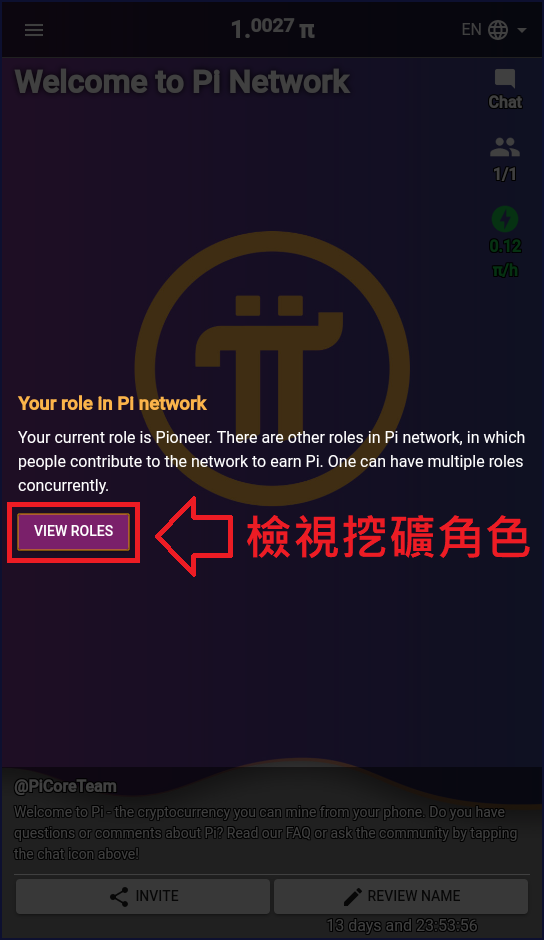 1.0027 π
EN
Welcome to Pi Network
Chat
1/1
0.12
π/h
Your role in Pi network
Your current role is Pioneer. There are other roles in Pi network, in which
people contribute to the network to earn Pi. One can have multiple roles
concurrently.
VIEW ROLES
檢視挖礦角色
@PiCoreTeam
Welcome to Pi - the cryptocurrency you can mine from your phone. Do you have
questions or comments about Pi? Read our FAQ or ask the community by tapping
the chat icon above!
INVITE
REVIEW NAME
13 days and 23:53:56